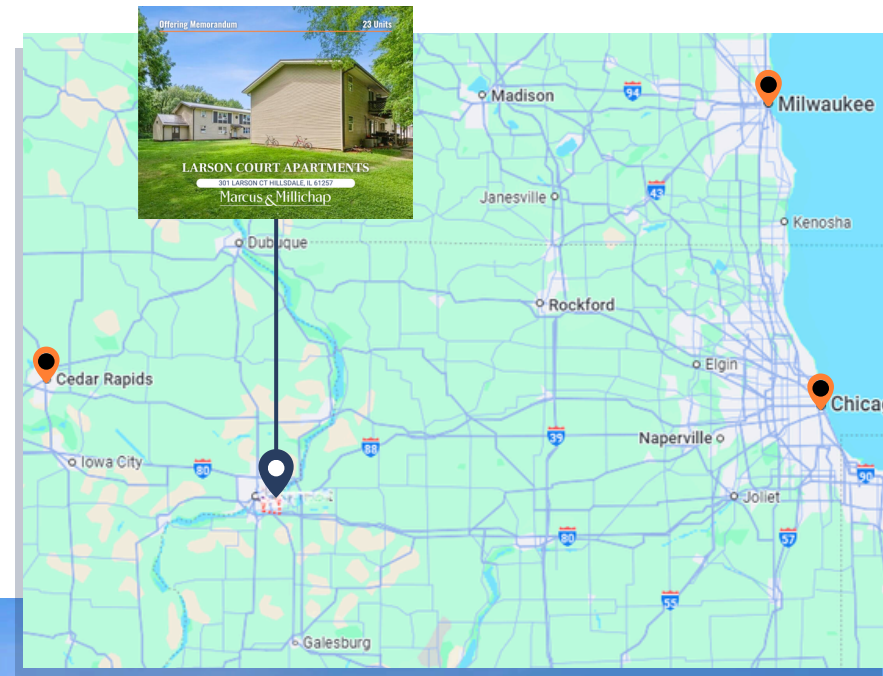 Offering Memorandum
23 Units
LARSON COURT APARTMENTS
301 LARSON CT HILLSDALE, IL 61257
Marcus & Millichap
Madison
94
Milwaukee
Janesville
43
Kenosha
Dubuque
Rockford
Elgin
Cedar Rapids
Chica
39
Naperville
88
Iowa City
80
90
Joliet
80
57
55
Galesburg